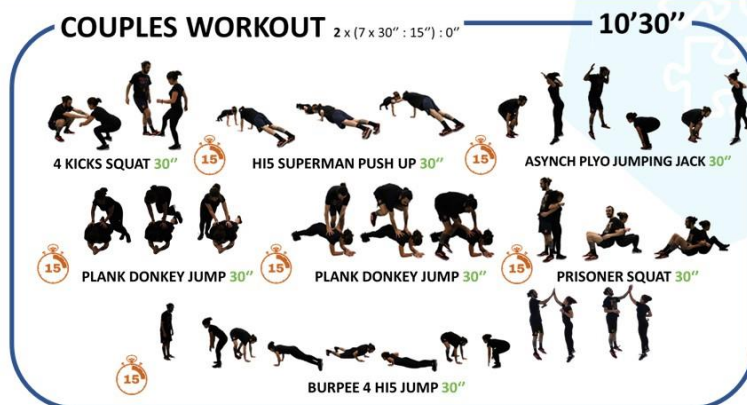 COUPLES WORKOUT 2 x (7 x 30’’ : 15’’) : 0’’ 10’30’’
4 KICKS SQUAT 30’’ 15 HI5 SUPERMAN PUSH UP 30’’ 15 ASYNCH PLYO JUMPING JACK 30’’
15 PLANK DONKEY JUMP 30’’ 15 PLANK DONKEY JUMP 30’’ 15 PRISONER SQUAT 30’’
15 BURPEE 4 HI5 JUMP 30’’